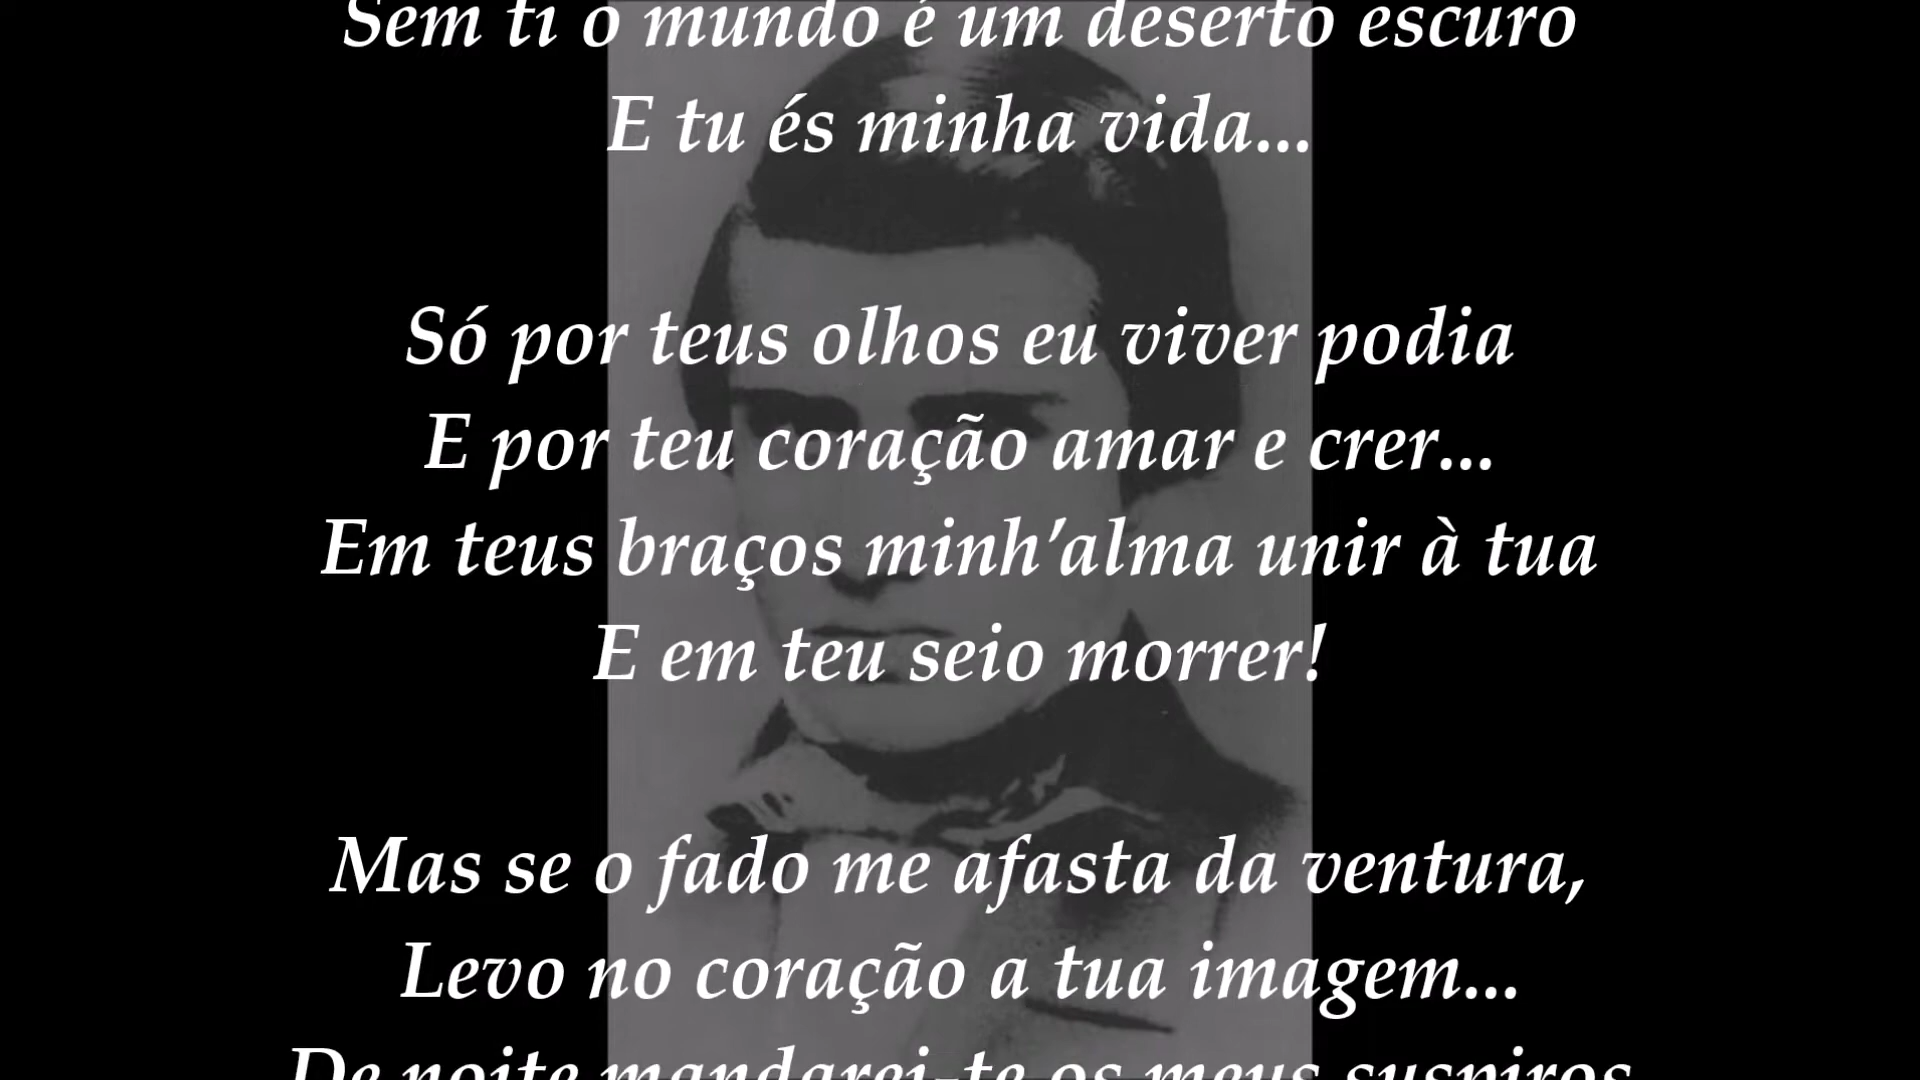 Sem ti o mundo é um deserto escuro
E tu és minha vida...
Só por teus olhos eu viver podia
E por teu coração amar e crer...
Em teus braços minh’alma unir à tua
E em teu seio morrer!
Mas se o fado me afasta da ventura,
Levo no coração a tua imagem...
De noite mandarei-te os meus suspiros